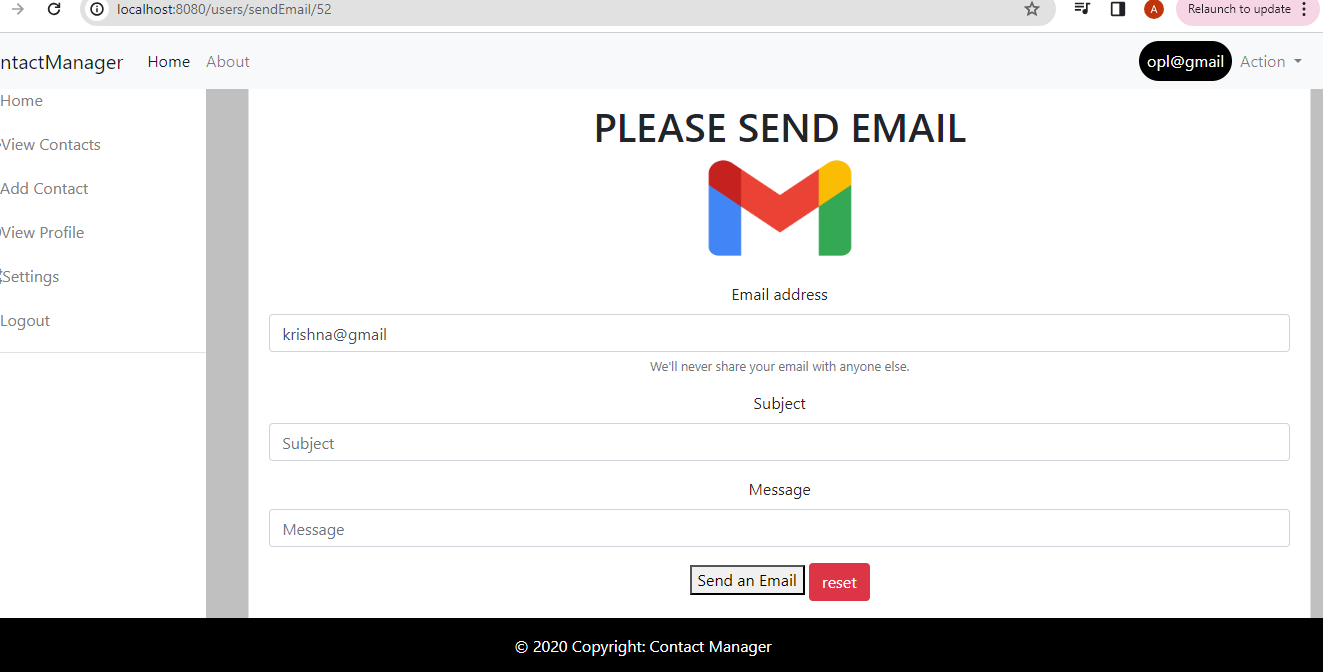 localhost:8080/users/sendEmail/52
A
Relaunch to update
ntactManager Home About opl@gmail Action
Home
View Contacts
Add Contact
View Profile
Settings
Logout
PLEASE SEND EMAIL
Email address
krishna@gmail
We'll never share your email with anyone else.
Subject
Subject
Message
Message
Send an Email reset
© 2020 Copyright: Contact Manager